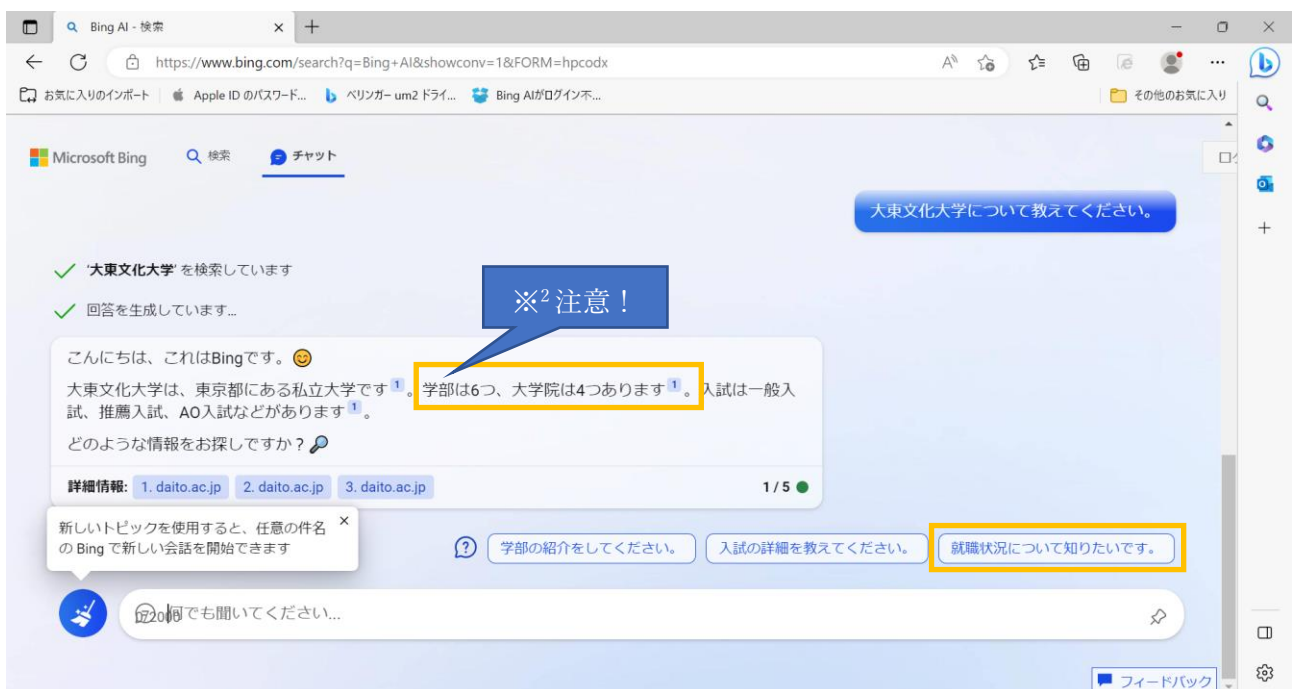 Bing AI - 検索
https://www.bing.com/search?q=Bing+AI&showconv=1&FORM=hpcodx
お気に入りのインポート Apple ID のパスワード... ベリンガー um2 ドライ... Bing AIがログイン不... その他のお気に入り
Microsoft Bing 検索 チャット
大東文化大学について教えてください。
'大東文化大学' を検索しています
※2 注意！
回答を生成しています...
こんにちは、これはBingです。😊
大東文化大学は、東京都にある私立大学です 1 。学部は6つ、大学院は4つあります 1 。入試は一般入
試、推薦入試、AO入試などがあります 1 。
どのような情報をお探しですか？🔎
詳細情報: 1. daito.ac.jp 2. daito.ac.jp 3. daito.ac.jp 1 / 5
新しいトピックを使用すると、任意の件名
の Bing で新しい会話を開始できます
学部の紹介をしてください。 入試の詳細を教えてください。 就職状況について知りたいです。
何でも聞いてください...
フィードバック